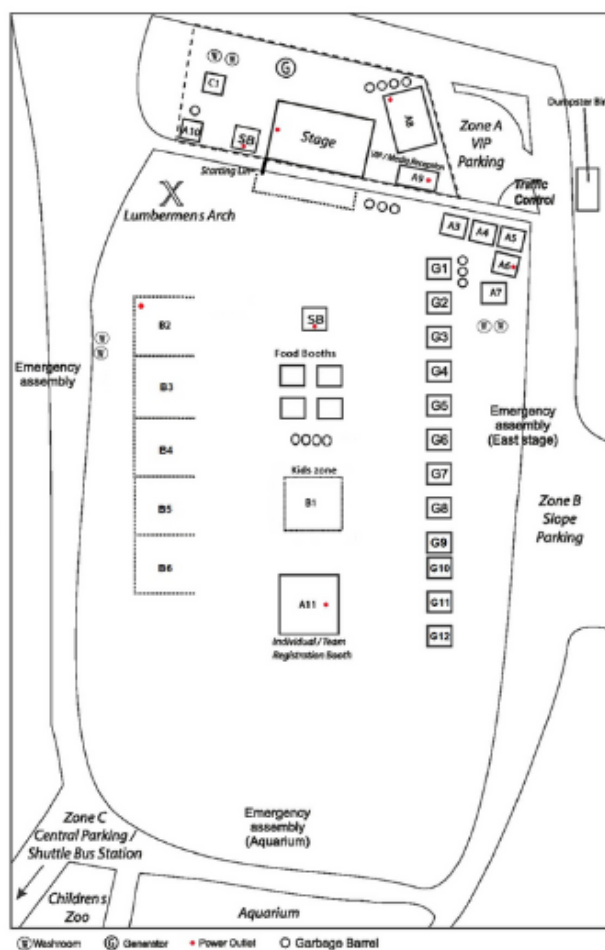 C1
G
A10
SB
Stage
A8
VIP / Media Reception
A9
Zone A
VIP
Parking
Dumpster Bin
Traffic
Control
Starting Line
X
Lumbermen's Arch
A3
A4
A5
A6
A7
G1
G2
G3
G4
G5
G6
G7
G8
G9
G10
G11
G12
B2
B3
B4
B5
B6
SB
Food Booths
Kids zone
B1
A11
Individual / Team
Registration Booth
Emergency
assembly
Emergency
assembly
(East stage)
Zone B
Slope
Parking
Emergency
assembly
(Aquarium)
Zone C
Central Parking /
Shuttle Bus Station
Children's
Zoo
Aquarium
W Washroom G Generator Power Outlet Garbage Barrel